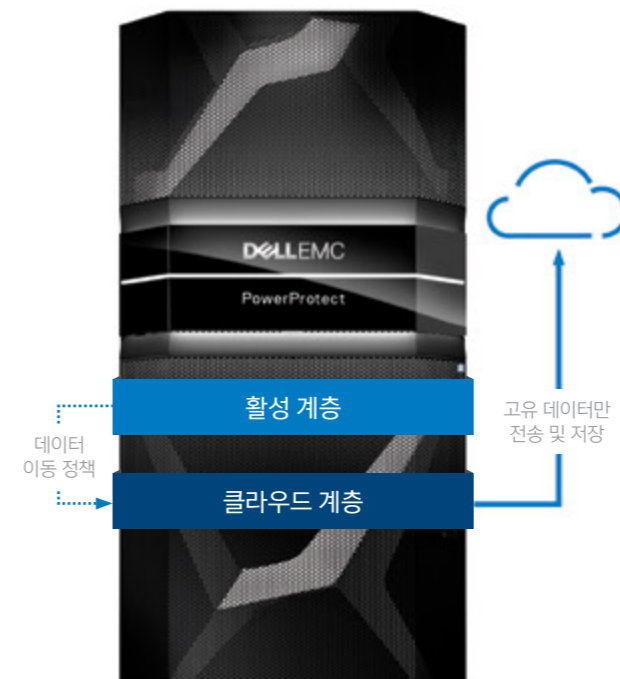 DELLEMC
PowerProtect
활성 계층
데이터
이동 정책
고유 데이터만
전송 및 저장
클라우드 계층